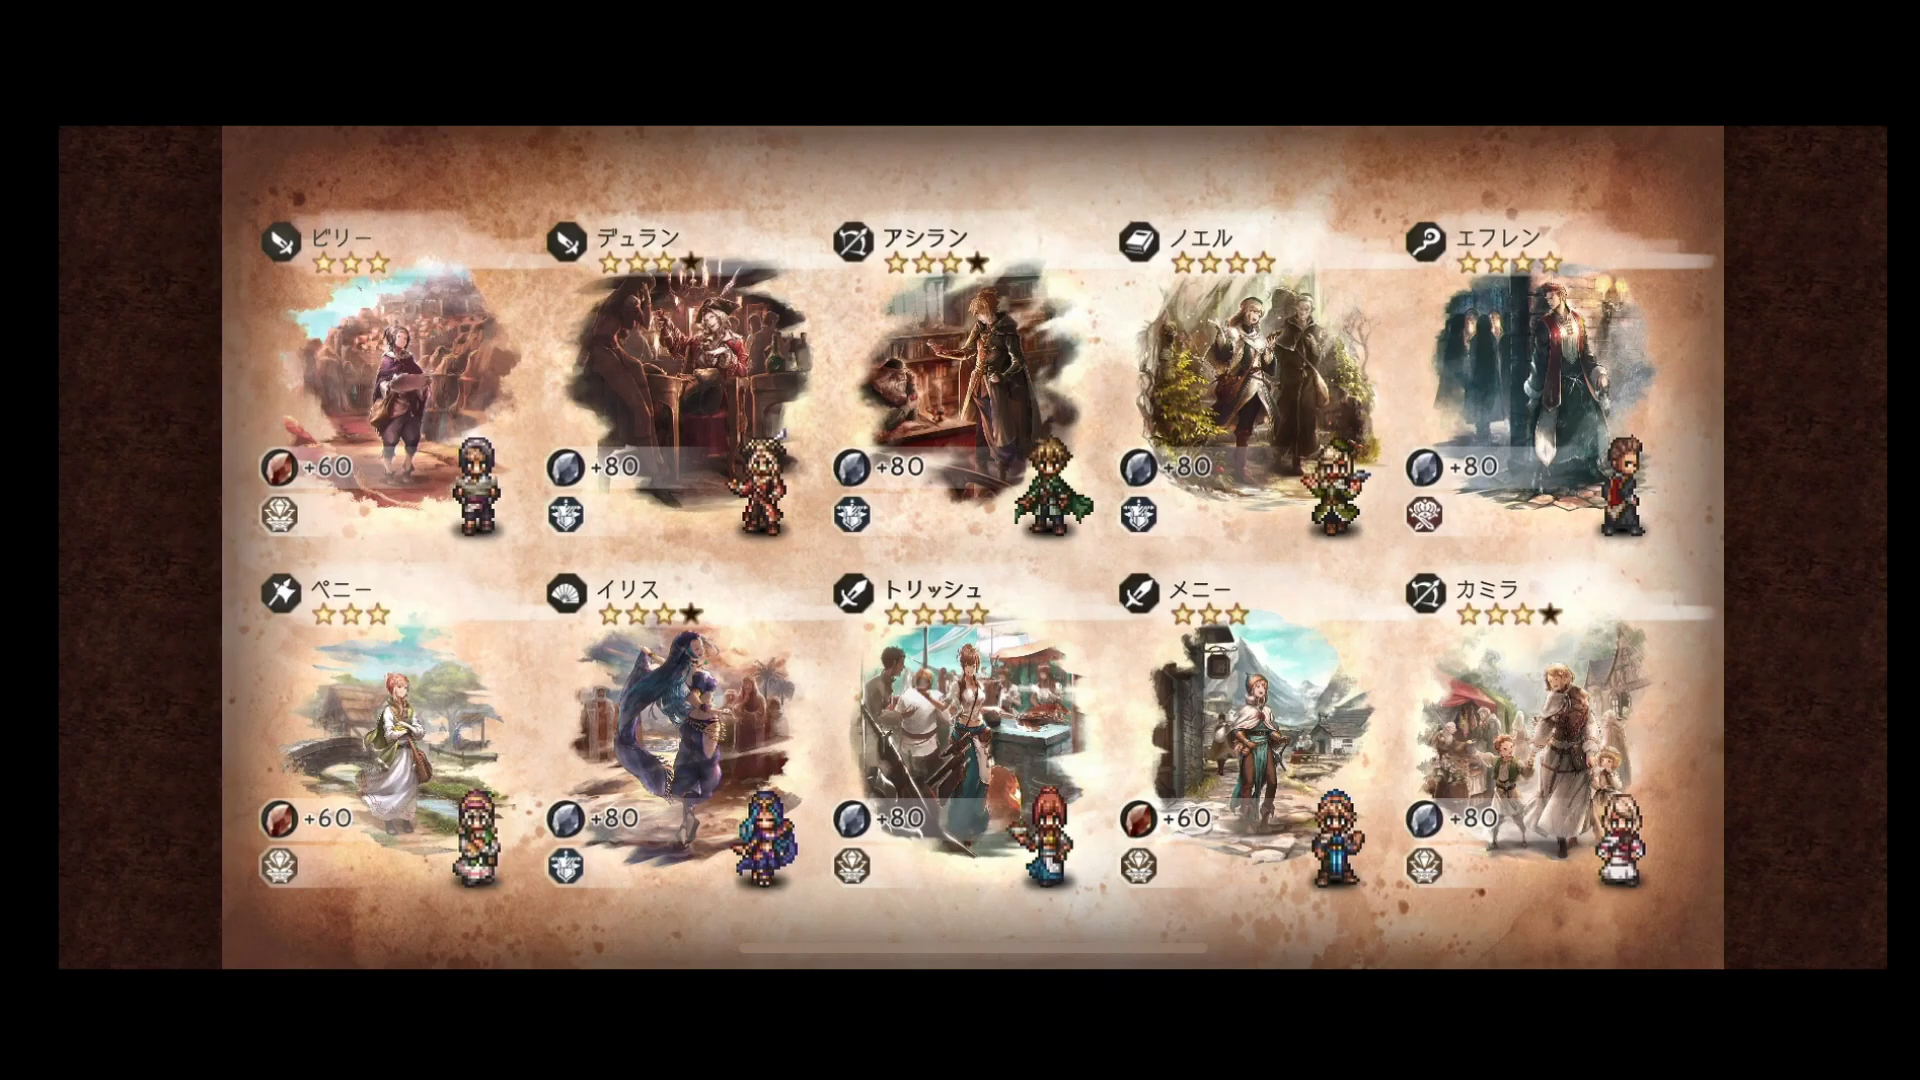 ビリー
デュラン
アシラン
ノエル
エフレン
+60
+80
+80
+80
+80
ペニー
イリス
トリッシュ
メニー
カミラ
+60
+80
+80
+60
+80